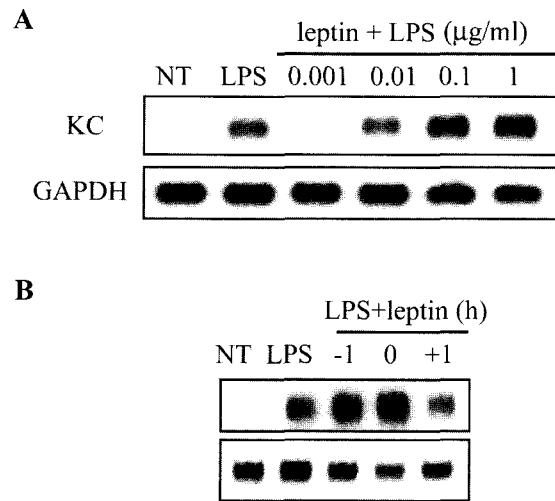 A
leptin + LPS (μg/ml)
NT LPS 0.001 0.01 0.1 1
KC
GAPDH
B
LPS+leptin (h)
NT LPS -1 0 +1